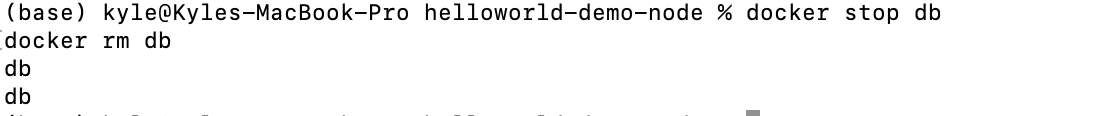 (base) kyle@Kyles-MacBook-Pro helloworld-demo-node % docker stop db
docker rm db
db
db